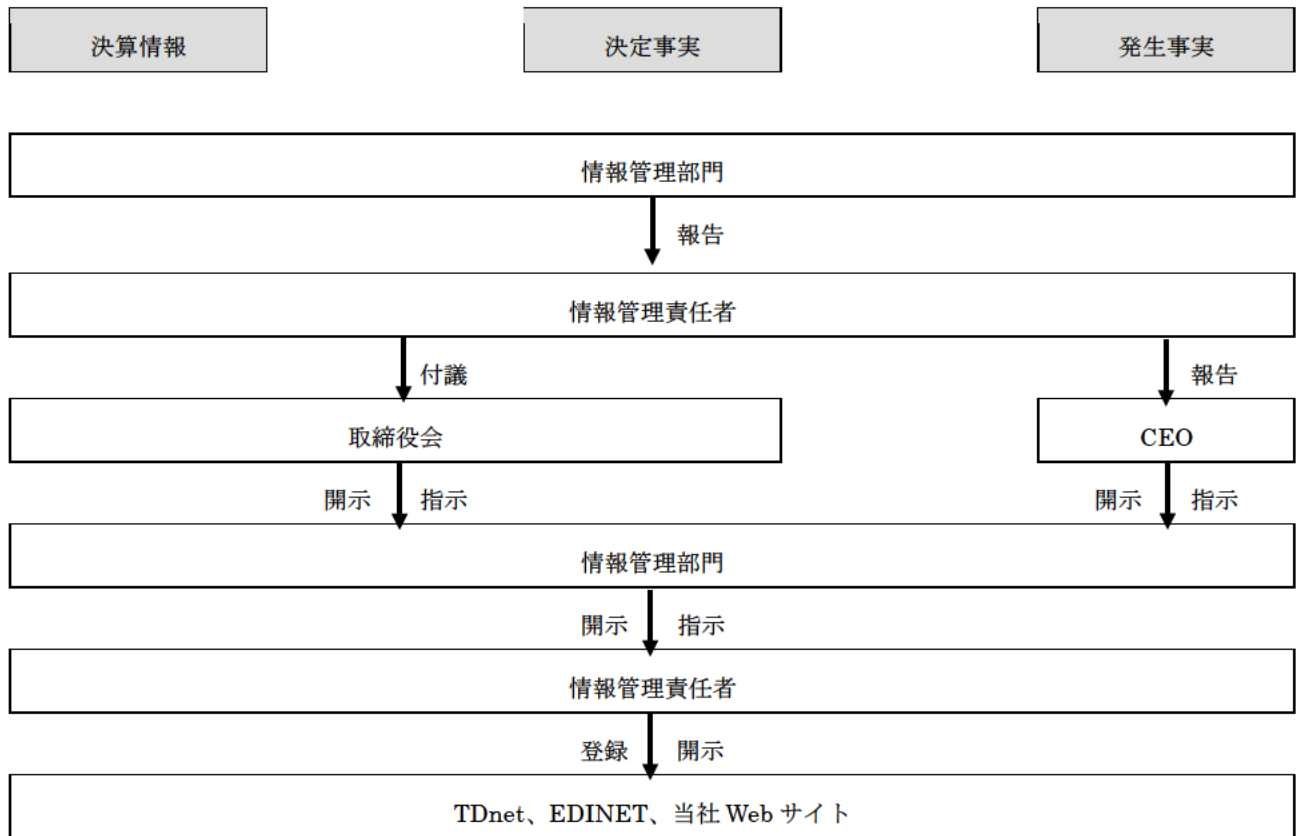 決算情報
決定事実
発生事実
情報管理部門
報告
情報管理責任者
付議
報告
取締役会
CEO
開示 指示
開示 指示
情報管理部門
開示 指示
情報管理責任者
登録 開示
TDnet、EDINET、当社 Web サイト